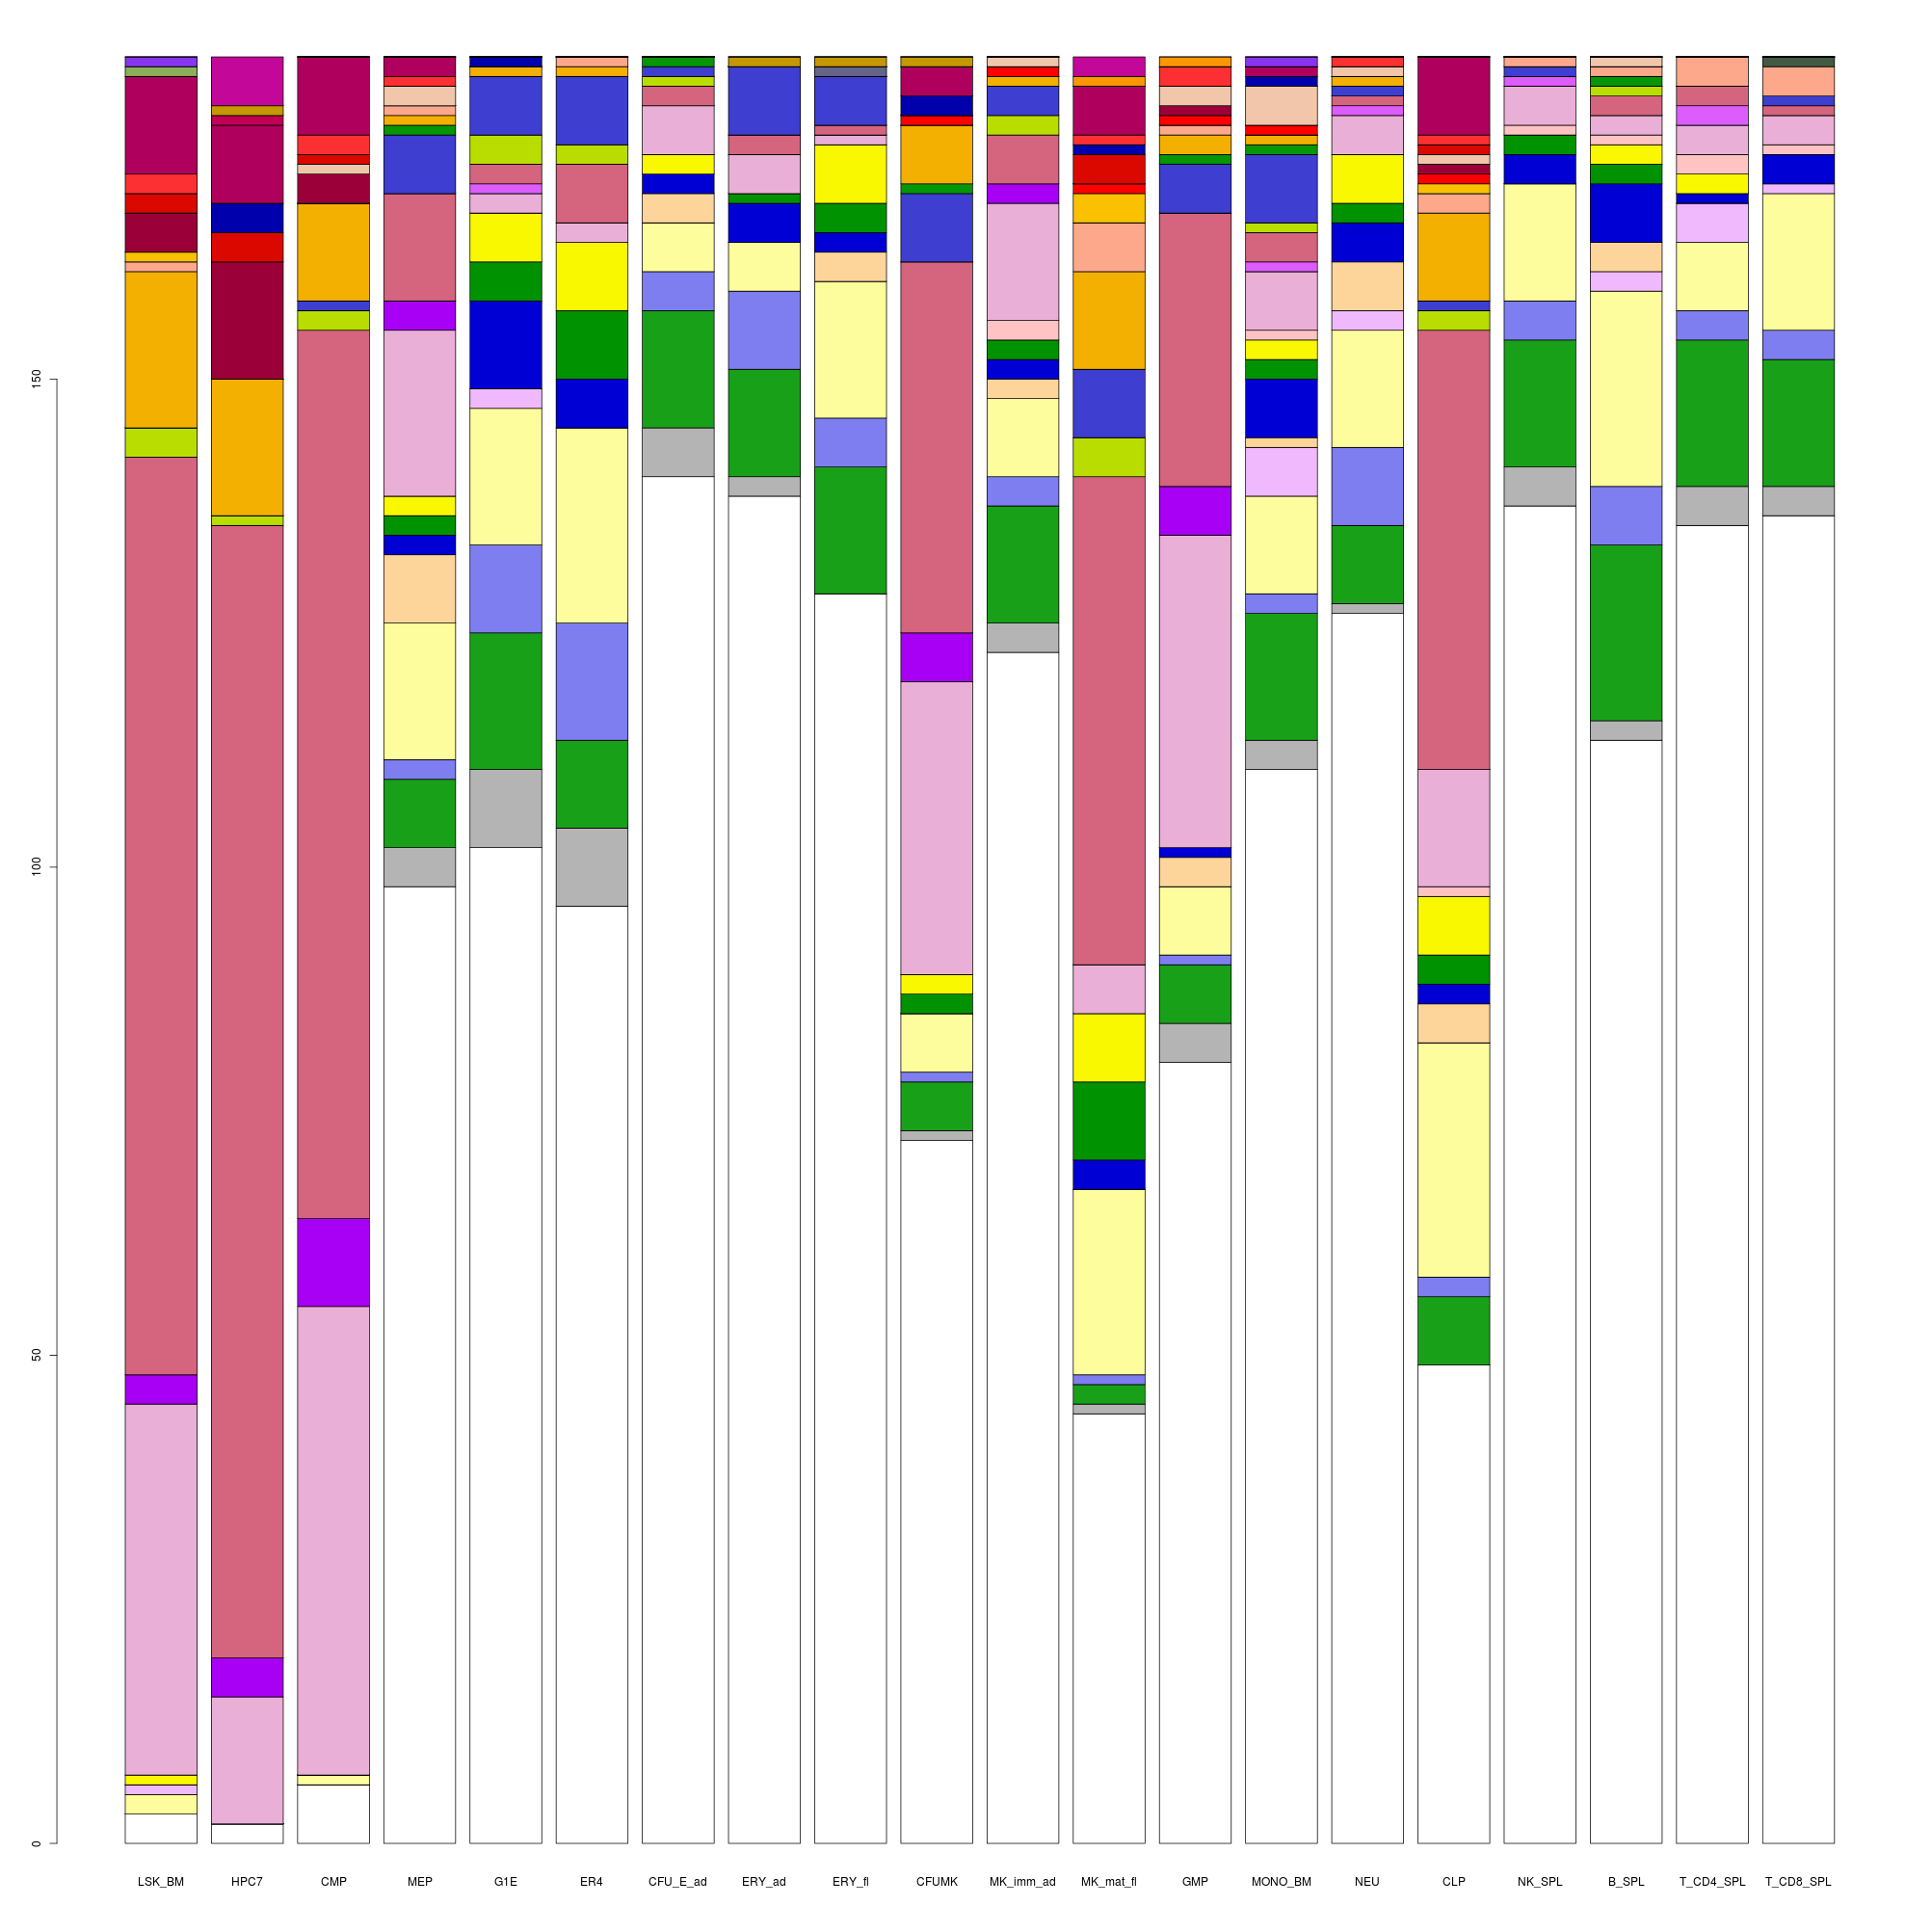 150
100
50
0
LSK_BM HPC7 CMP MEP G1E ER4 CFU_E_ad ERY_ad ERY_fl CFUMK MK_imm_ad MK_mat_fl GMP MONO_BM NEU CLP NK_SPL B_SPL T_CD4_SPL T_CD8_SPL